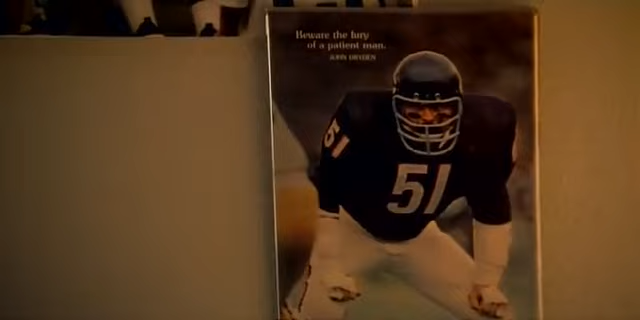 Beware the fury
of a patient man.
JOHN DRYDEN
51
51